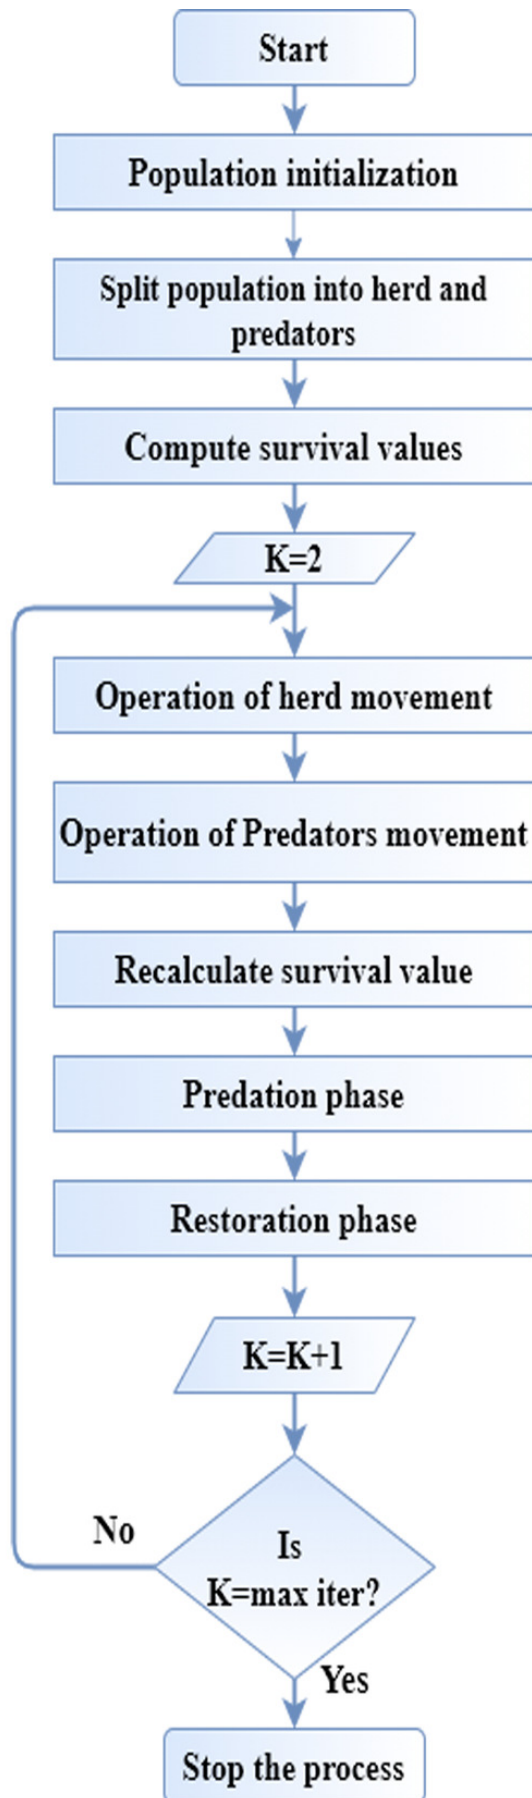 Start
Population initialization
Split population into herd and
predators
Compute survival values
K=2
Operation of herd movement
Operation of Predators movement
Recalculate survival value
Predation phase
Restoration phase
K=K+1
No
Is
K=max iter?
Yes
Stop the process